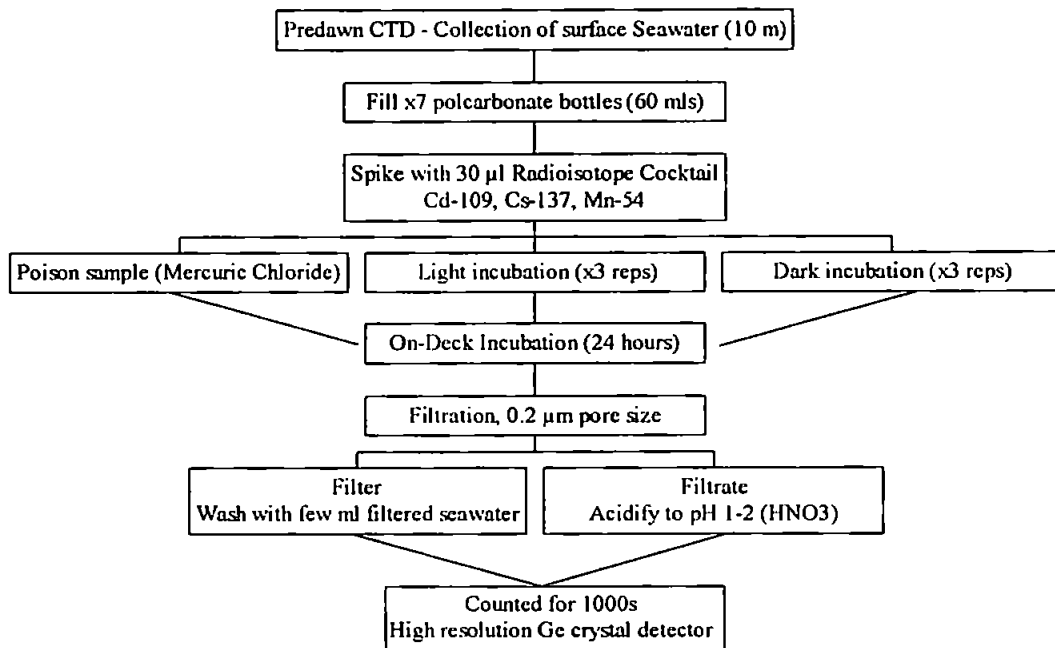 Predawn CTD - Collection of surface Seawater (10 m)
Fill x7 polcarbonate bottles (60 mls)
Spike with 30 µl Radioisotope Cocktail
Cd-109, Cs-137, Mn-54
Poison sample (Mercuric Chloride)
Light incubation (x3 reps)
Dark incubation (x3 reps)
On-Deck Incubation (24 hours)
Filtration, 0.2 µm pore size
Filter
Wash with few ml filtered seawater
Filtrate
Acidify to pH 1-2 (HNO3)
Counted for 1000s
High resolution Ge crystal detector